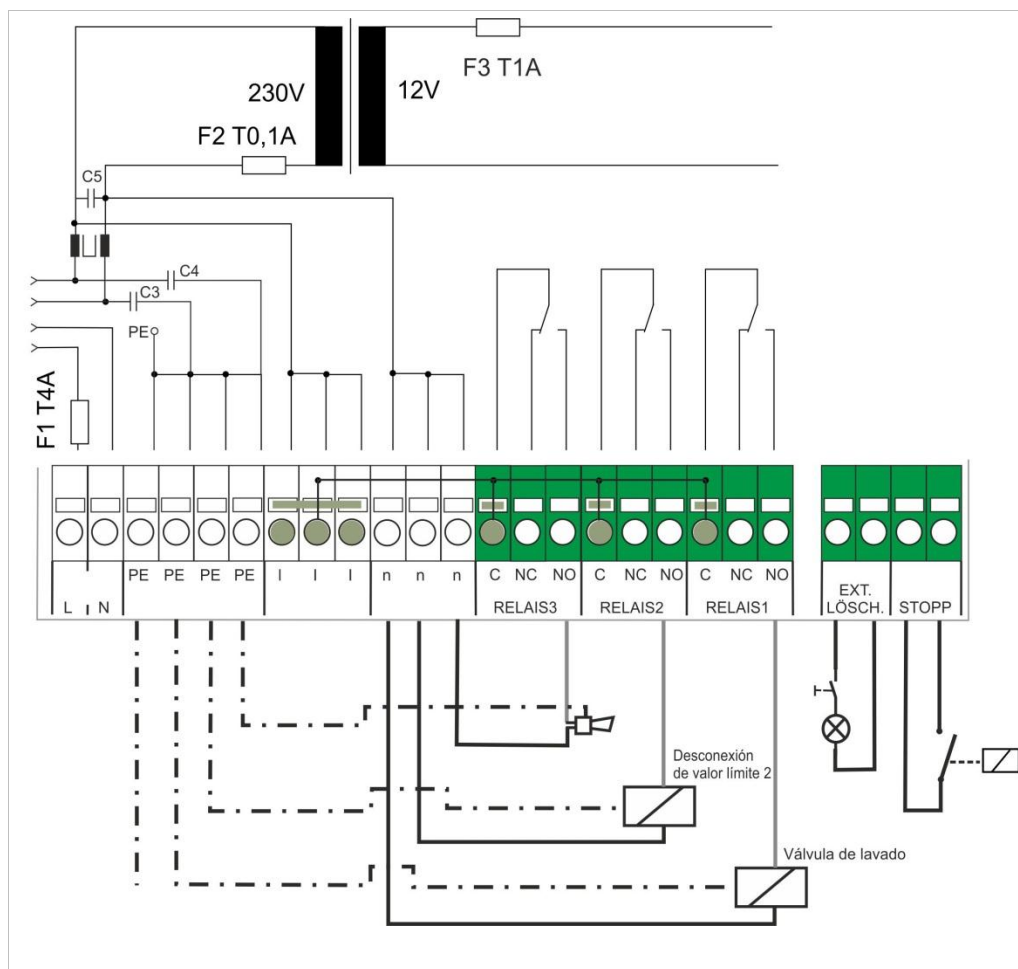 F3 T1A
230V 12V
F2 T0,1A
C5
C4
C3
PE
F1 T4A
PE PE PE PE l l l n n n C NC NO C NC NO C NC NO
L N RELAIS3 RELAIS2 RELAIS1
EXT.
LÖSCH. STOPP
Desconexión
de valor límite 2
Válvula de lavado